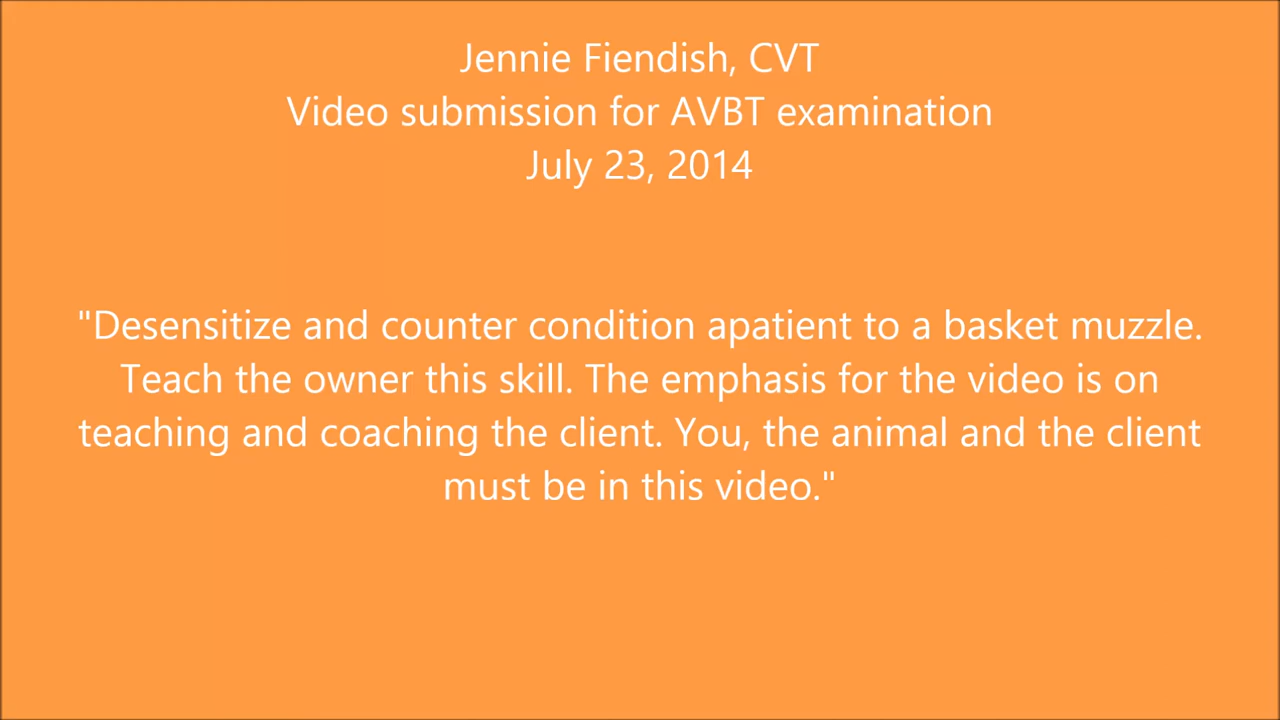 Jennie Fiendish, CVT
Video submission for AVBT examination
July 23, 2014
"Desensitize and counter condition apatient to a basket muzzle.
Teach the owner this skill. The emphasis for the video is on
teaching and coaching the client. You, the animal and the client
must be in this video."